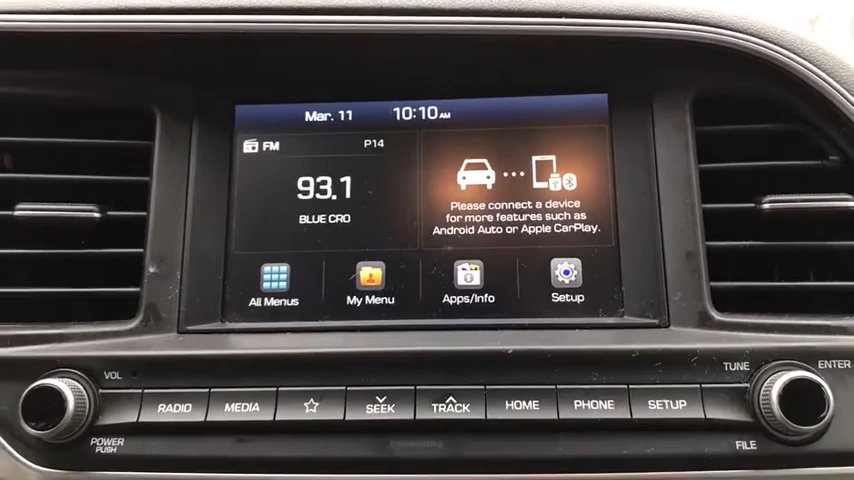 Mar. 11 10:10 AM
FM P14
93.1
BLUE CRO
Please connect a device
for more features such as
Android Auto or Apple CarPlay.
All Menus My Menu Apps/Info Setup
VOL TUNE ENTER
RADIO MEDIA SEEK TRACK HOME PHONE SETUP
POWER
PUSH
FILE